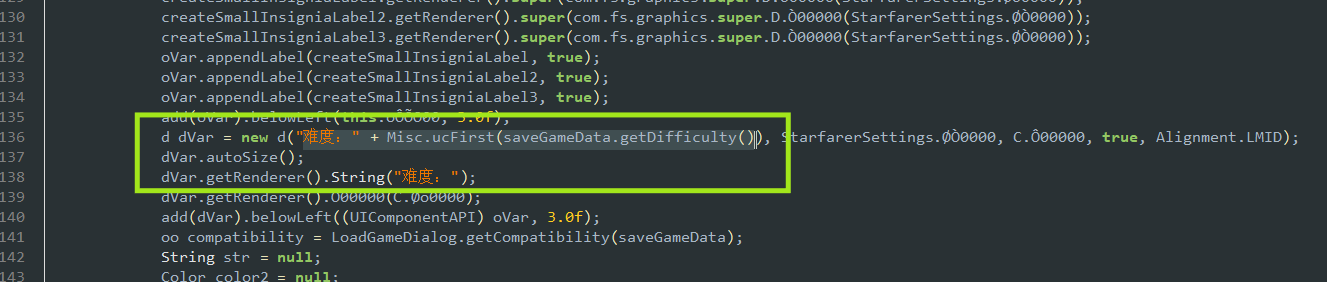 129 createSmallInsigniaLabel.getRenderer().super(com.fs.graphics.super.D.Ò00000(StarfarerSettings.ØÒ0000));
130 createSmallInsigniaLabel2.getRenderer().super(com.fs.graphics.super.D.Ò00000(StarfarerSettings.ØÒ0000));
131 createSmallInsigniaLabel3.getRenderer().super(com.fs.graphics.super.D.Ò00000(StarfarerSettings.ØÒ0000));
132 oVar.appendLabel(createSmallInsigniaLabel, true);
133 oVar.appendLabel(createSmallInsigniaLabel2, true);
134 oVar.appendLabel(createSmallInsigniaLabel3, true);
135 add(oVar).belowLeft(this. 3.0f);
136 d dVar = new d("难度：" + Misc.ucFirst(saveGameData.getDifficulty()), StarfarerSettings.ØÒ0000, C.Ô00000, true, Alignment.LMID);
137 dVar.autoSize();
138 dVar.getRenderer().String("难度：");
139 dVar.getRenderer().
140 add(dVar).belowLeft((UIComponentAPI) oVar, 3.0f);
141 oo compatibility = LoadGameDialog.getCompatibility(saveGameData);
142 String str = null;
143 Color color2 = null;